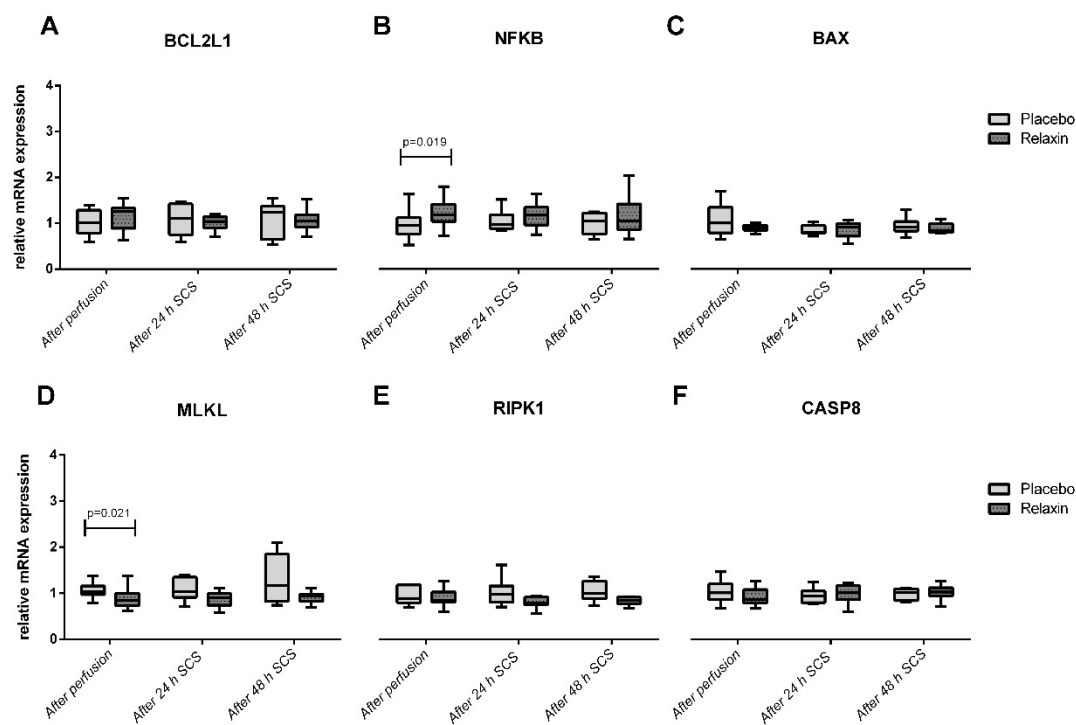 A
BCL2L1
B
NFKB
C
BAX
relative mRNA expression
4
3
2
1
0
p=0.019
Placebo
Relaxin
After perfusion
After 24 h SCS
After 48 h SCS
After perfusion
After 24 h SCS
After 48 h SCS
After perfusion
After 24 h SCS
After 48 h SCS
D
MLKL
E
RIPK1
F
CASP8
relative mRNA expression
4
3
2
1
0
p=0.021
Placebo
Relaxin
After perfusion
After 24 h SCS
After 48 h SCS
After perfusion
After 24 h SCS
After 48 h SCS
After perfusion
After 24 h SCS
After 48 h SCS